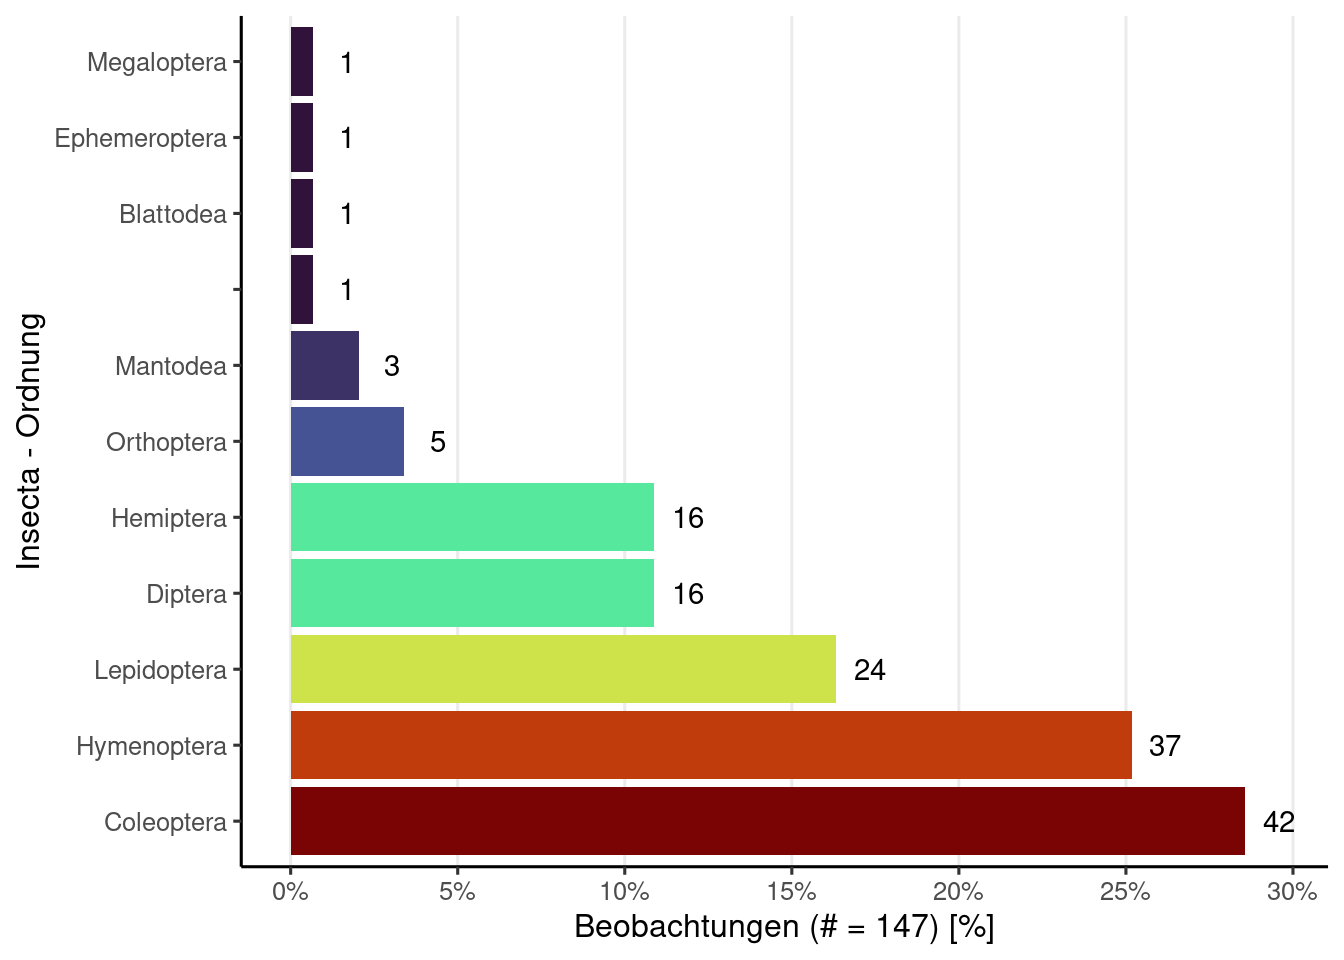 Megaloptera 1
Ephemeroptera 1
Blattodea 1
1
Mantodea 3
Orthoptera 5
Hemiptera 16
Diptera 16
Lepidoptera 24
Hymenoptera 37
Coleoptera 42
Insecta - Ordnung
0% 5% 10% 15% 20% 25% 30%
Beobachtungen (# = 147) [%]